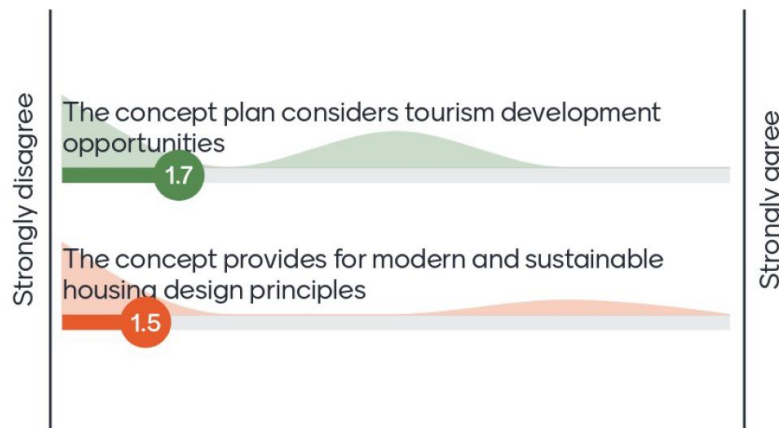 Strongly disagree
The concept plan considers tourism development
opportunities
1.7
The concept provides for modern and sustainable
housing design principles
1.5
Strongly agree